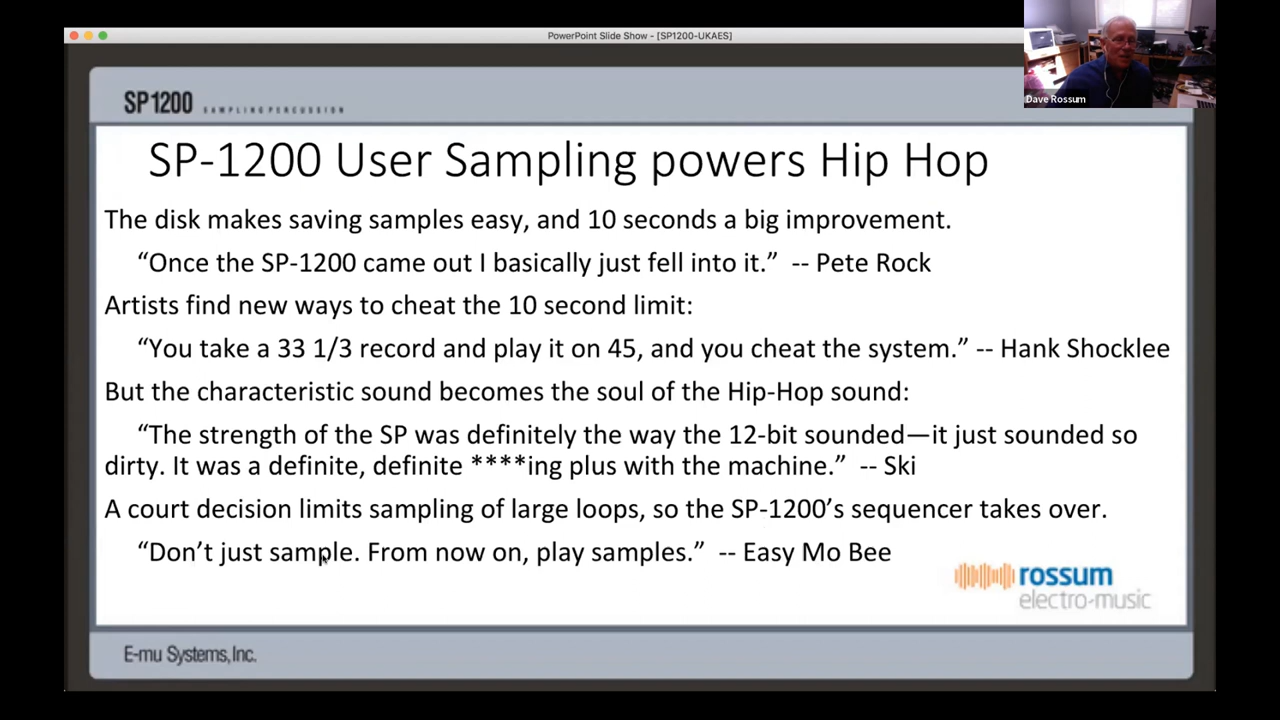 PowerPoint Slide Show - [SP1200-UKAES]
Dave Rossum
SP1200 SAMPLING PERCUSSION
SP-1200 User Sampling powers Hip Hop
The disk makes saving samples easy, and 10 seconds a big improvement.
“Once the SP-1200 came out I basically just fell into it.” -- Pete Rock
Artists find new ways to cheat the 10 second limit:
“You take a 33 1/3 record and play it on 45, and you cheat the system.” -- Hank Shocklee
But the characteristic sound becomes the soul of the Hip-Hop sound:
“The strength of the SP was definitely the way the 12-bit sounded—it just sounded so
dirty. It was a definite, definite ****ing plus with the machine.” -- Ski
A court decision limits sampling of large loops, so the SP-1200’s sequencer takes over.
“Don’t just sample. From now on, play samples.” -- Easy Mo Bee
rossum
electro-music
E-mu Systems, Inc.